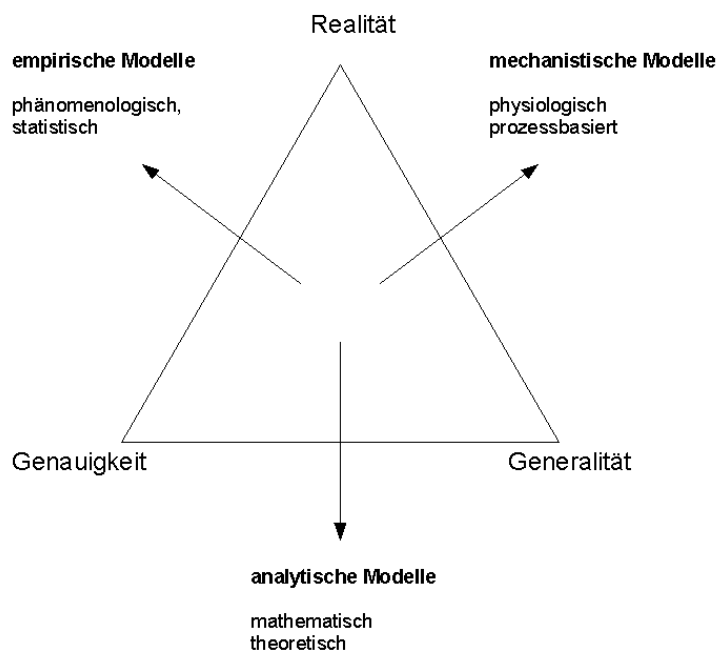 Realität
empirische Modelle
phänomenologisch,
statistisch
mechanistische Modelle
physiologisch
prozessbasiert
Genauigkeit
Generalität
analytische Modelle
mathematisch
theoretisch